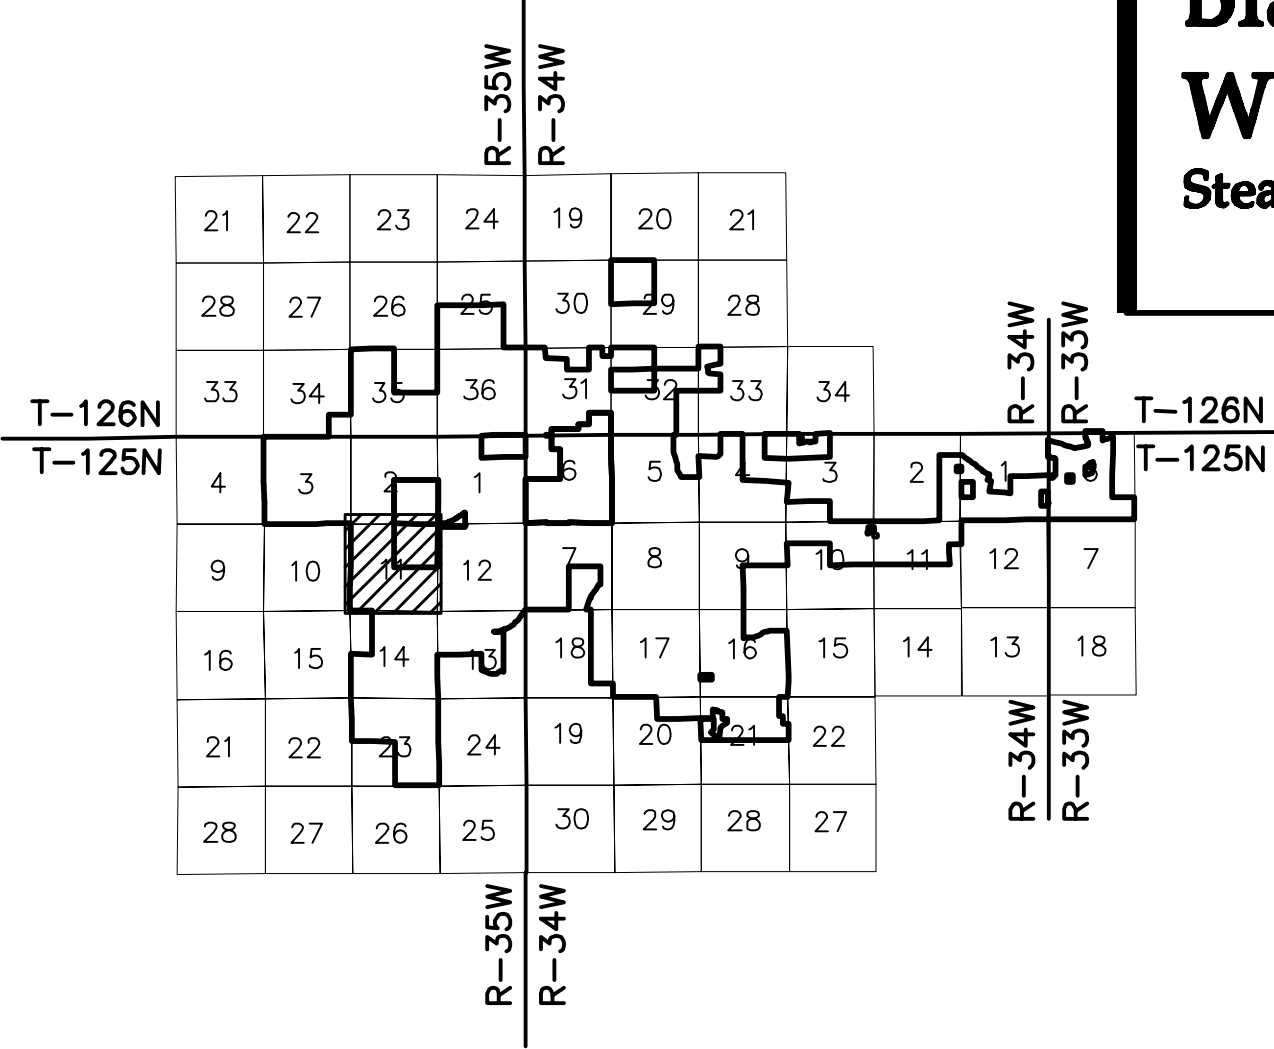 Ste
W
R-35W
R-34W
21 22 23 24 19 20 21
28 27 26 25 30 29 28
R-34W
R-33W
33 34 35 36 31 32 33 34
T-126N
T-126N
T-125N
T-125N
4 3 2 1 6 5 4 3 2 1 6
9 10 11 12 7 8 9 10 11 12 7
16 15 14 13 18 17 16 15 14 13 18
21 22 23 24 19 20 21 22
R-34W
R-33W
28 27 26 25 30 29 28 27
R-35W
R-34W